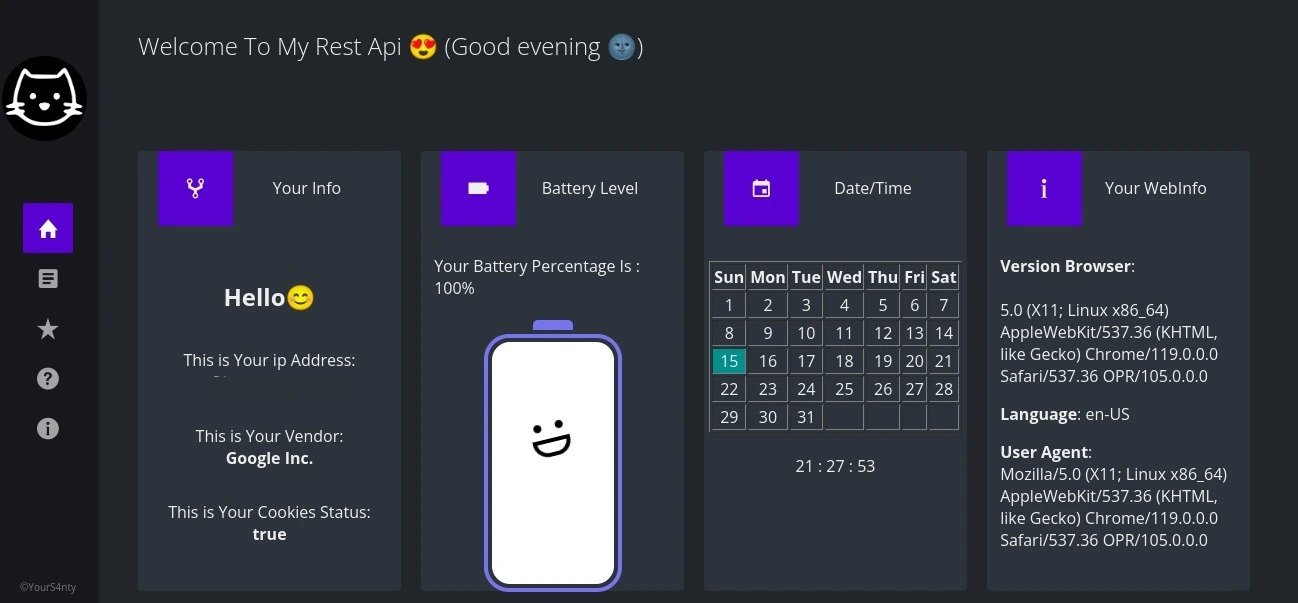 Welcome To My Rest Api 😍 (Good evening 🌚)
Your Info
Hello😊
This is Your ip Address:
This is Your Vendor:
Google Inc.
This is Your Cookies Status:
true
Battery Level
Your Battery Percentage Is :
100%
Date/Time
Sun Mon Tue Wed Thu Fri Sat
1 2 3 4 5 6 7
8 9 10 11 12 13 14
15 16 17 18 19 20 21
22 23 24 25 26 27 28
29 30 31
21 : 27 : 53
i Your WebInfo
Version Browser:
5.0 (X11; Linux x86_64)
AppleWebKit/537.36 (KHTML,
like Gecko) Chrome/119.0.0.0
Safari/537.36 OPR/105.0.0.0
Language: en-US
User Agent:
Mozilla/5.0 (X11; Linux x86_64)
AppleWebKit/537.36 (KHTML,
like Gecko) Chrome/119.0.0.0
Safari/537.36 OPR/105.0.0.0
©YourS4nty